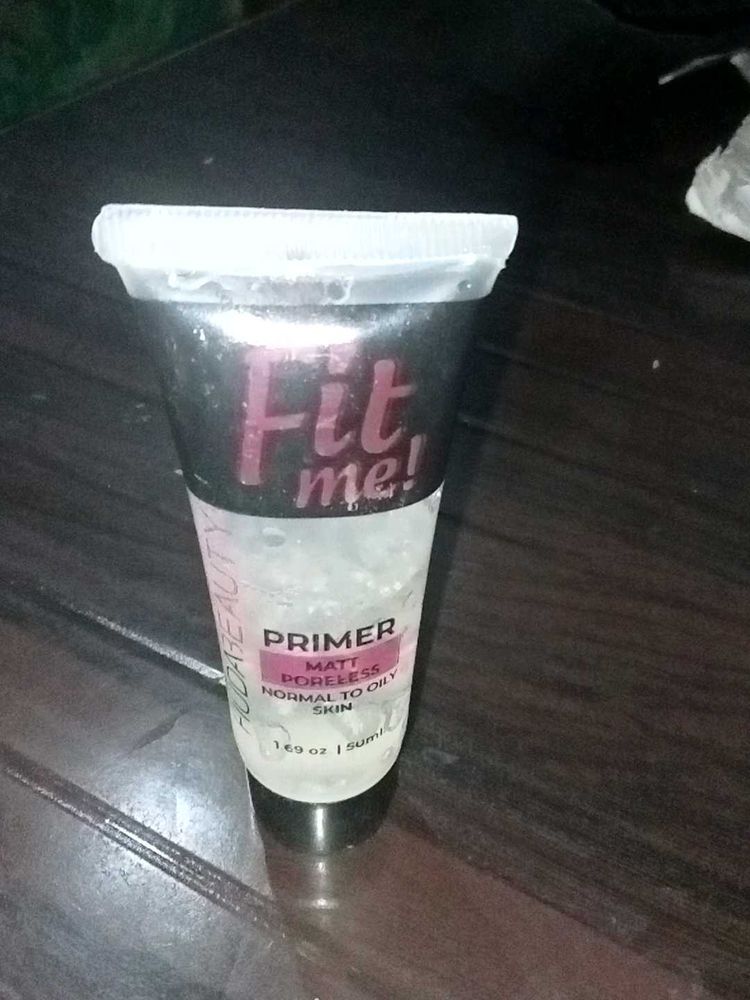 Fit
me!
HUDABEAUTY
PRIMER
MATT
PORELESS
NORMAL TO OILY
SKIN
1 69 oz | 50ml